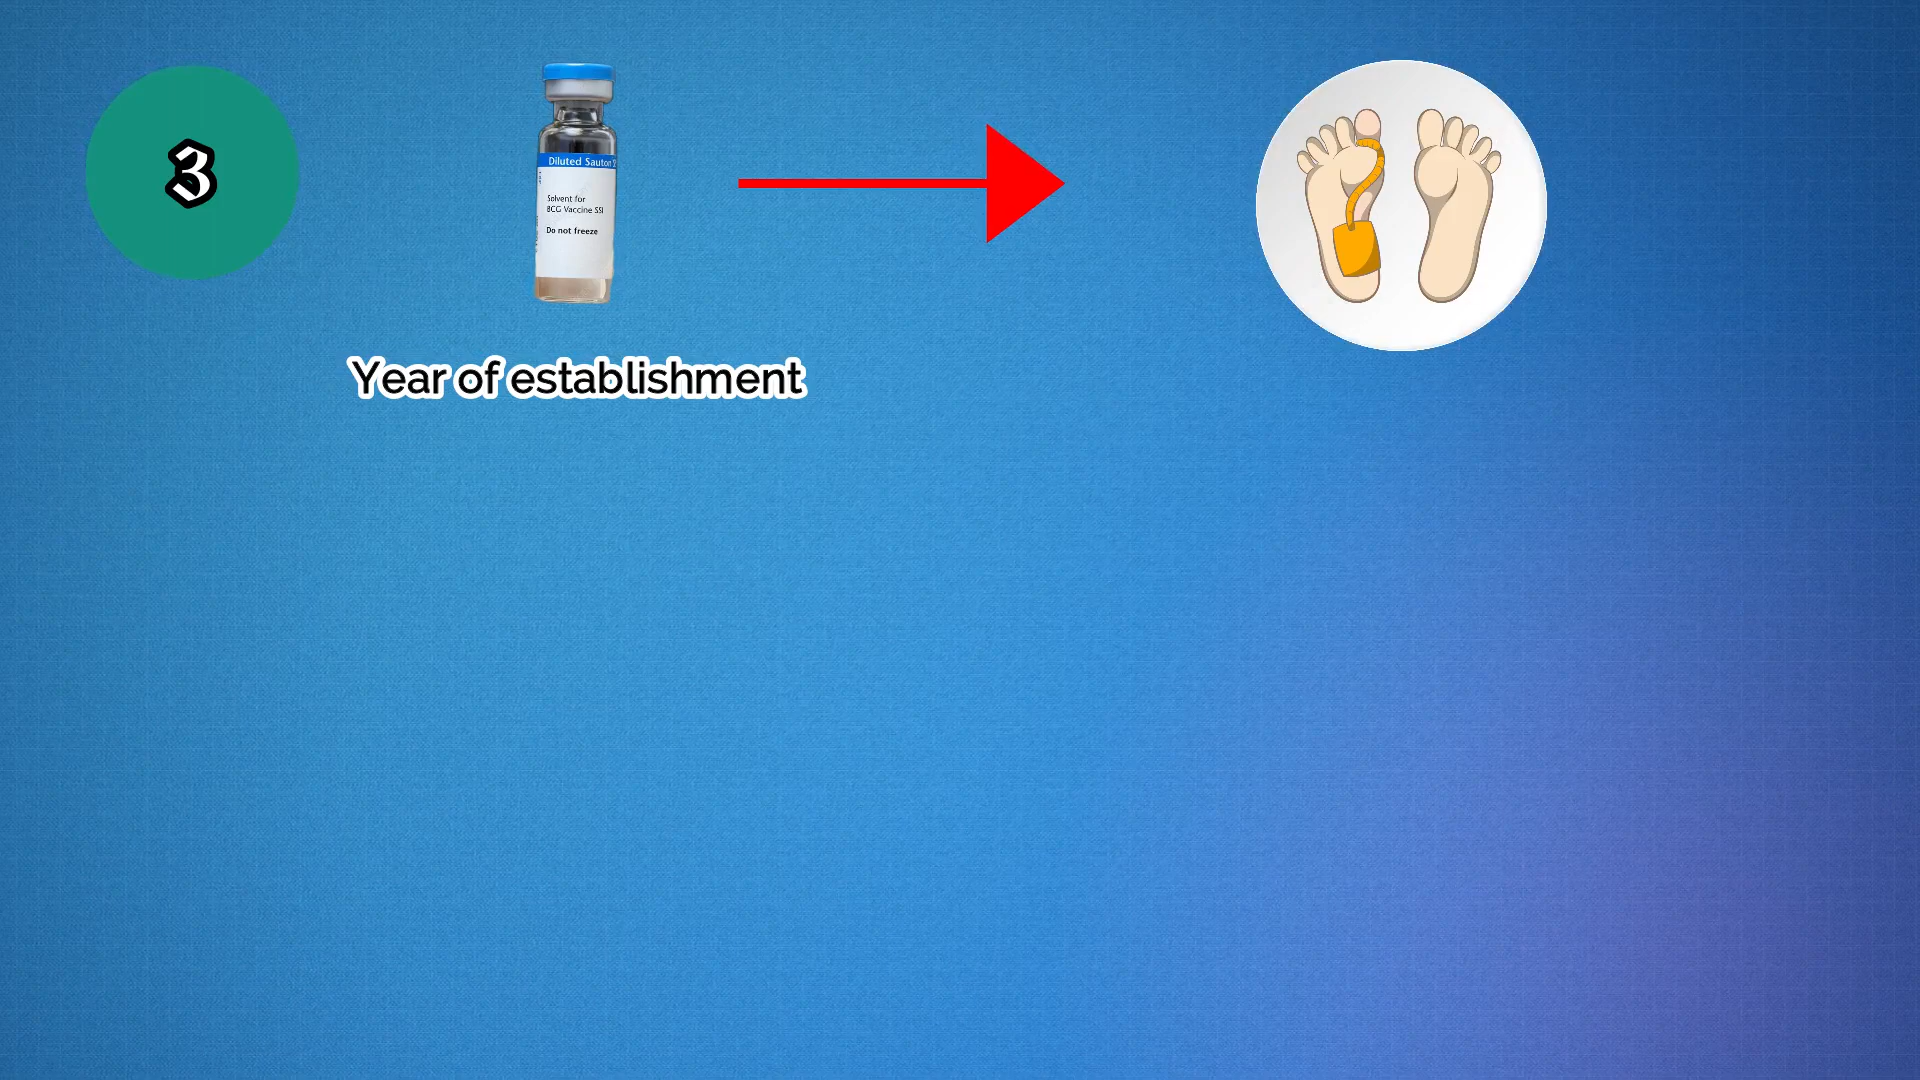 3
Diluted Sauton
Solvent for
BCG Vaccine SSI
Do not freeze
Year of establishment